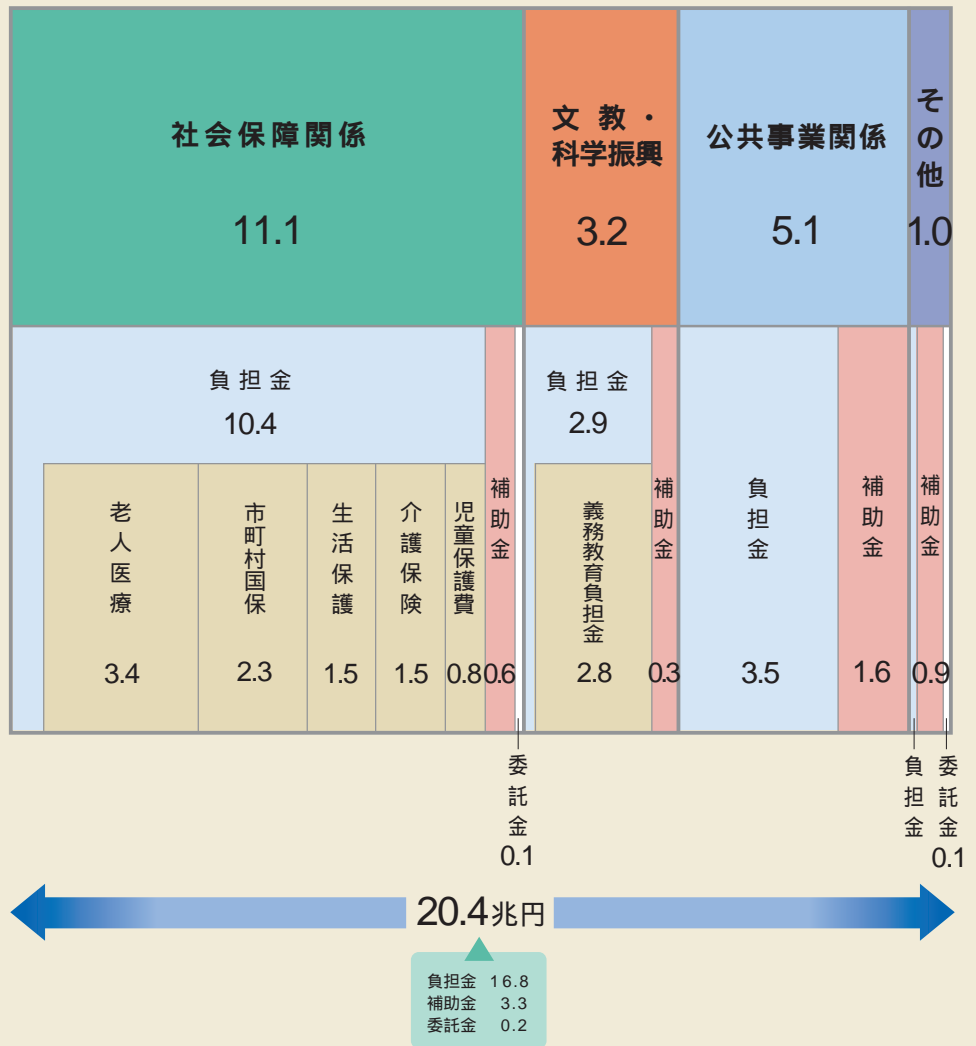 社会保障関係
11.1
文教・
科学振興
3.2
公共事業関係
5.1
その他
1.0
負担金
10.4
老人医療
3.4
市町村国保
2.3
生活保護
1.5
介護保険
1.5
児童保護費
0.8
補助金
0.6
委託金
0.1
負担金
2.9
義務教育負担金
2.8
補助金
0.3
負担金
3.5
補助金
1.6
補助金
0.9
負担金
委託金
0.1
20.4兆円
負担金 16.8
補助金 3.3
委託金 0.2